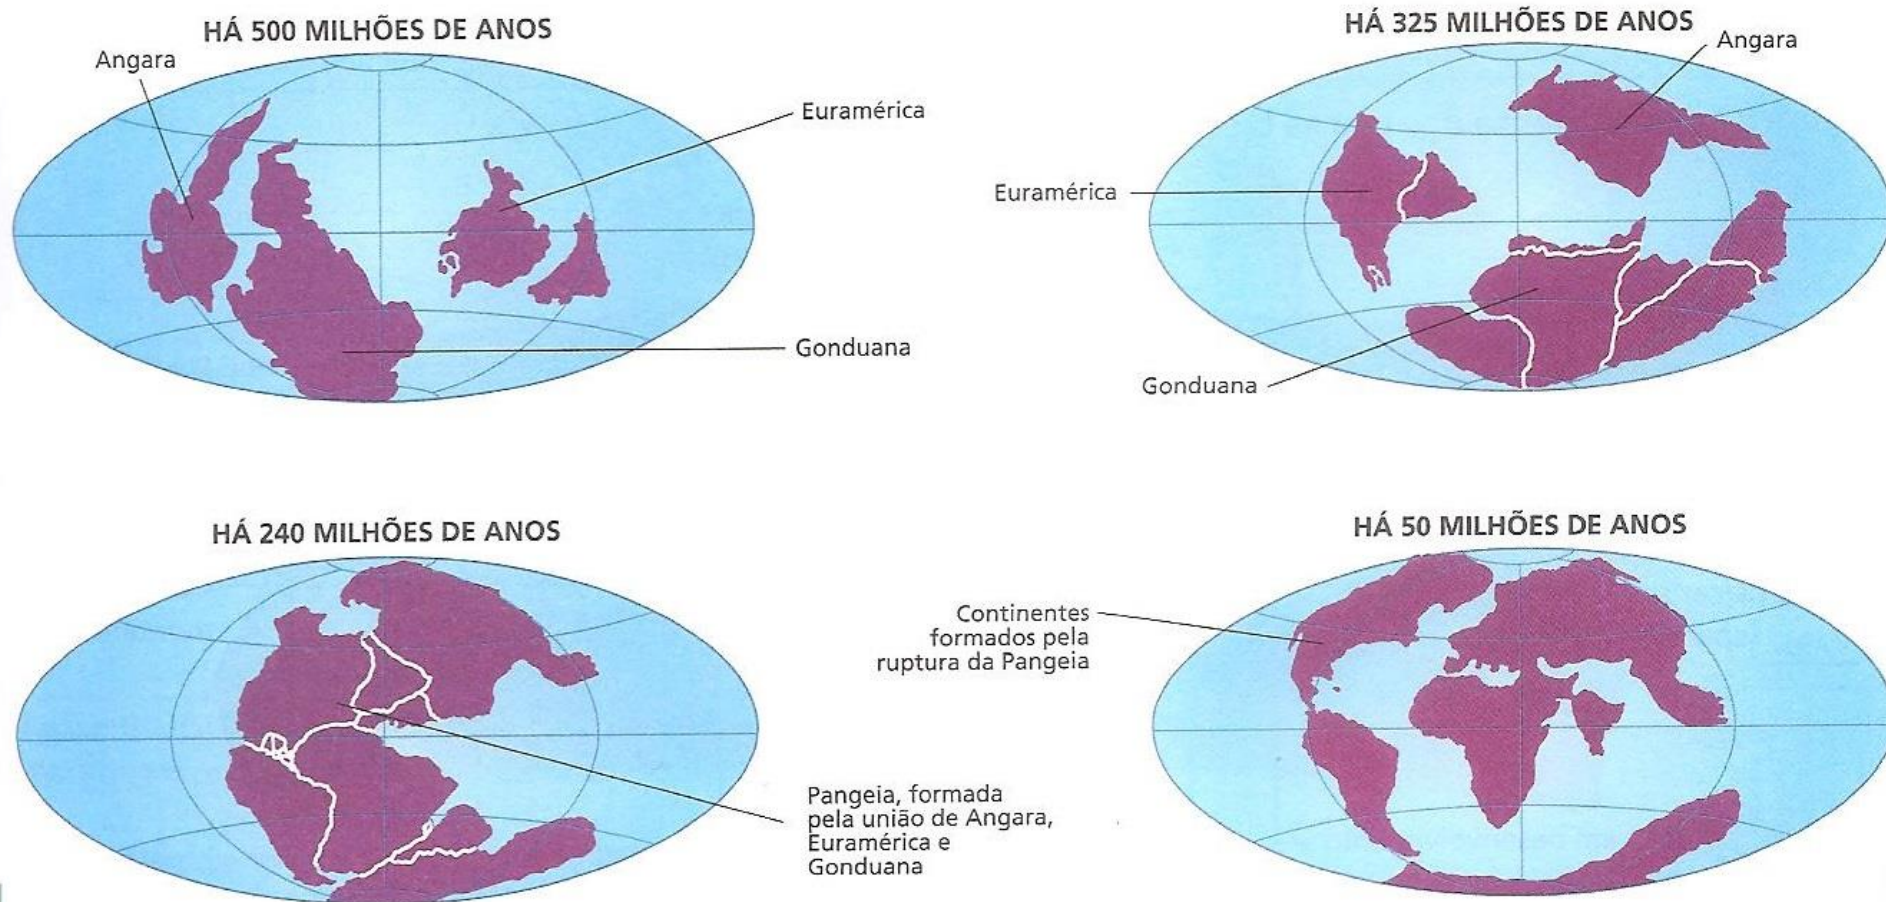 HÁ 500 MILHÕES DE ANOS
Angara
Euramérica
Gonduana
HÁ 325 MILHÕES DE ANOS
Angara
Euramérica
Gonduana
HÁ 240 MILHÕES DE ANOS
Pangeia, formada
pela união de Angara,
Euramérica e
Gonduana
HÁ 50 MILHÕES DE ANOS
Continentes
formados pela
ruptura da Pangeia